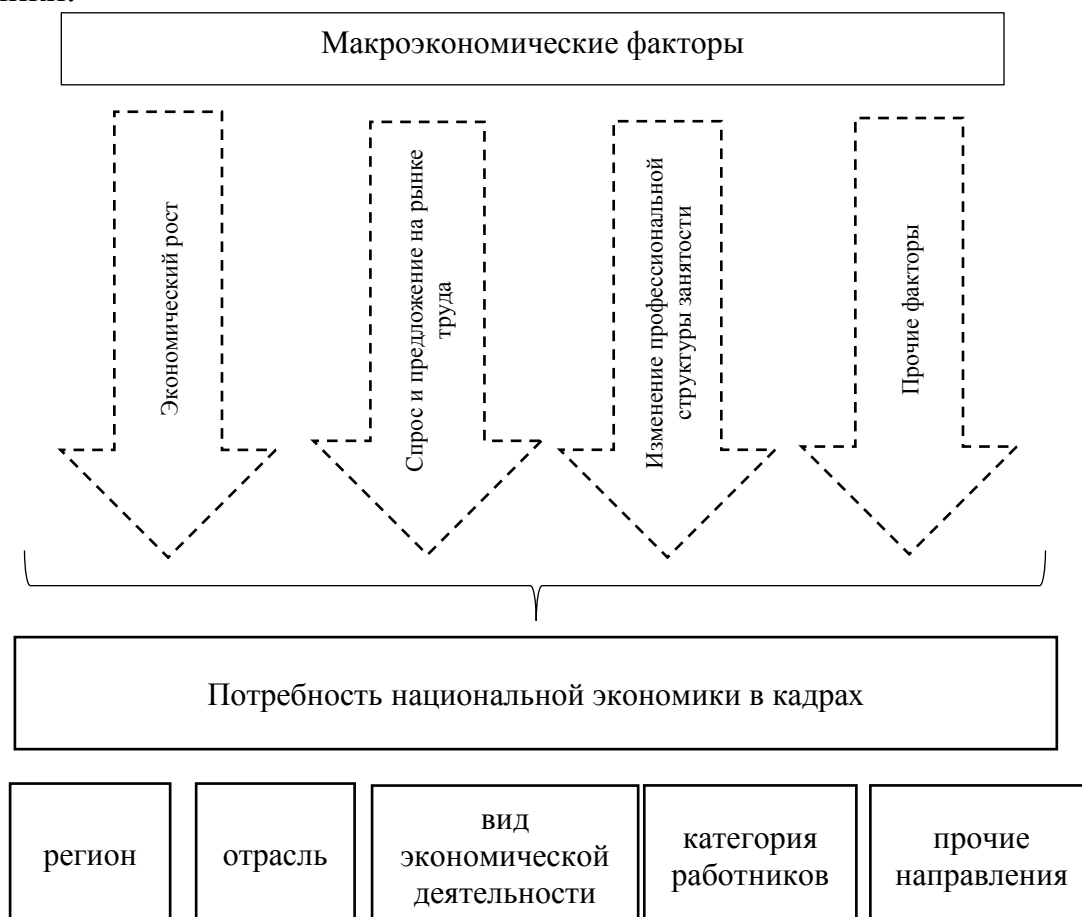 Макроэкономические факторы
Экономический рост
Спрос и предложение на рынке
труда
Изменение профессиональной
структуры занятости
Прочие факторы
Потребность национальной экономики в кадрах
регион
отрасль
вид
экономической
деятельности
категория
работников
прочие
направления